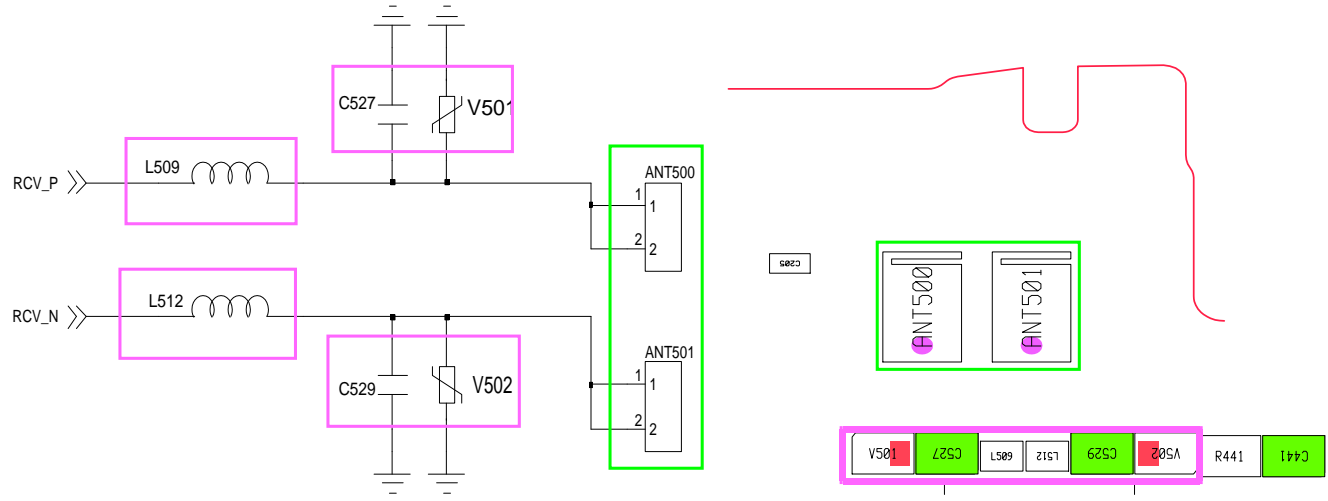 C527
V501
L509
ANT500
RCV_P
1
1
2
2
L512
RCV_N
C529
V502
ANT501
1
1
2
2
C205
ANT500
ANT501
V501
C527
L509
L512
C529
V502
R441
C441